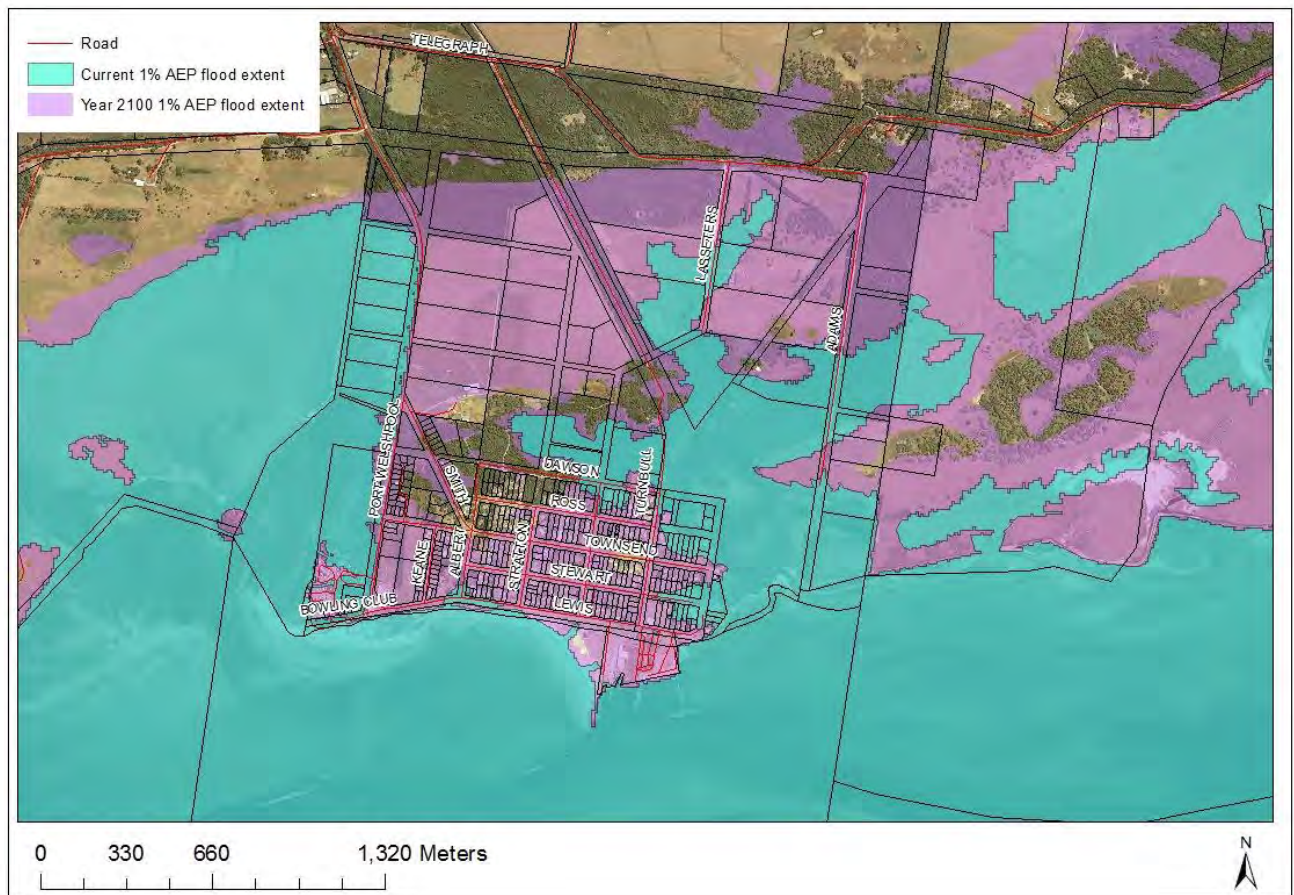 Road
Current 1% AEP flood extent
Year 2100 1% AEP flood extent
TELEGRAPH
LASSETERS
ADAMS
PORT WELSHPOOL
SMITH
DAWSON
TURNBULL
ROSS
ALBERT
STRATTON
TOWNSEND
KEANE
STEWART
BOWLING CLUB
LEWIS
0 330 660 1,320 Meters
N